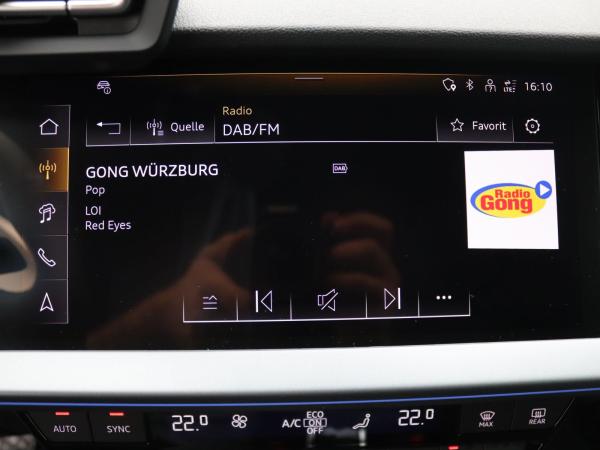 LTE
16:10
Radio
Quelle
DAB/FM
Favorit
GONG WÜRZBURG
DAB
Pop
LOI
Red Eyes
Radio
Gong
AUTO
SYNC
22.0
A/C
ECO
ON
OFF
22.0
MAX
REAR